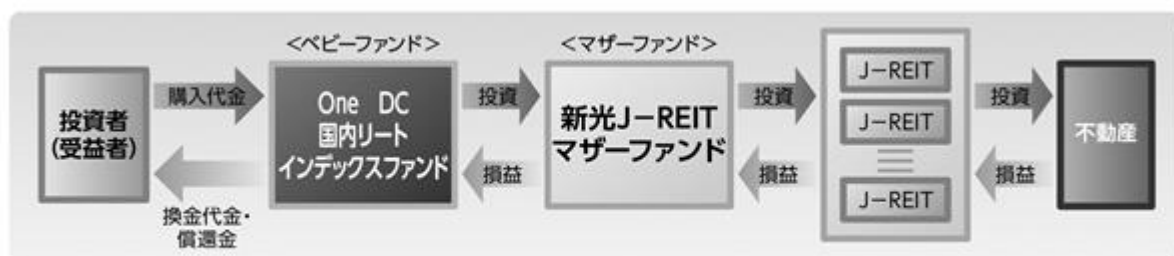 <ベビーファンド>
<マザーファンド>
投資者
(受益者)
購入代金
換金代金・
償還金
One DC
国内リート
インデックスファンド
投資
損益
新光J-REIT
マザーファンド
投資
損益
J-REIT
J-REIT
J-REIT
投資
損益
不動産